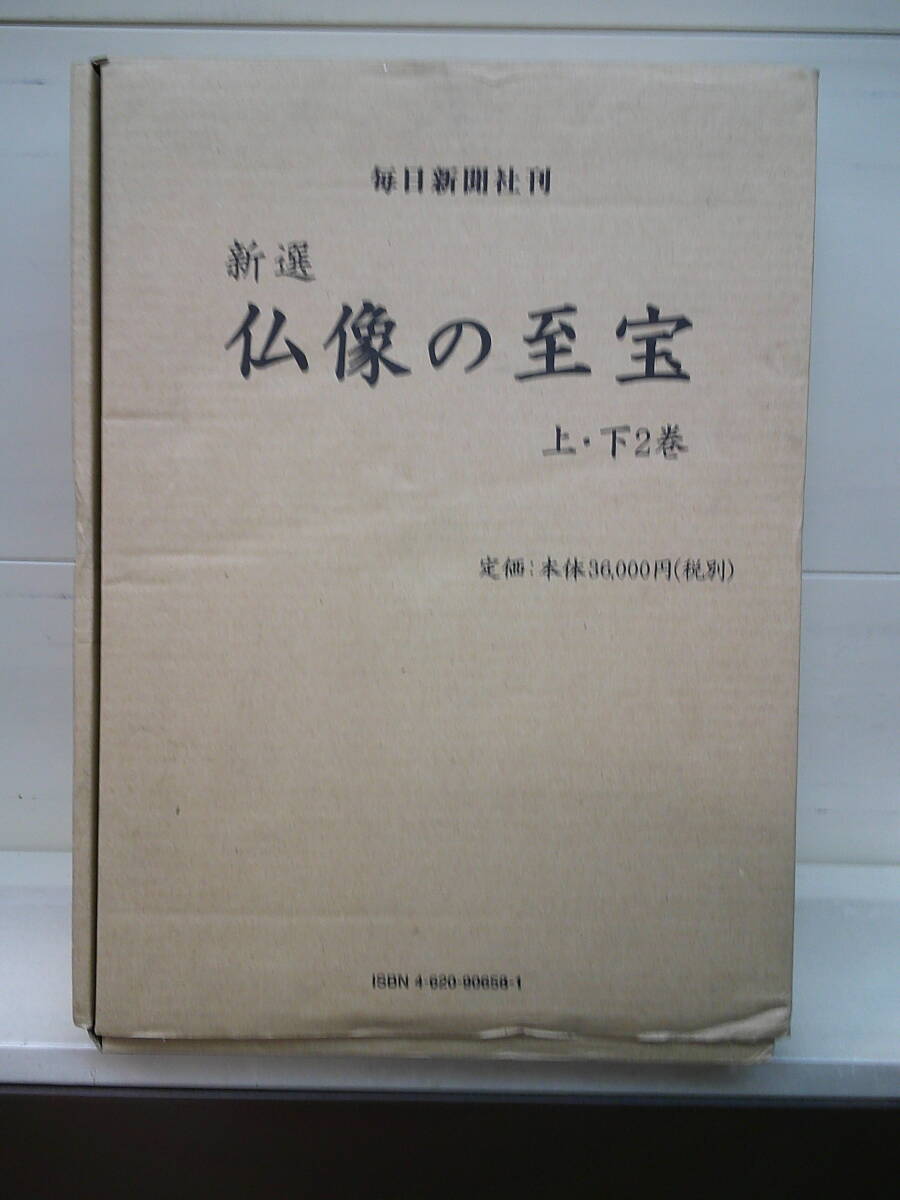 毎日新聞社刊
新選
仏像の至宝
上・下2巻
定価:本体36,000円(税別)
ISBN 4-620-90658-1